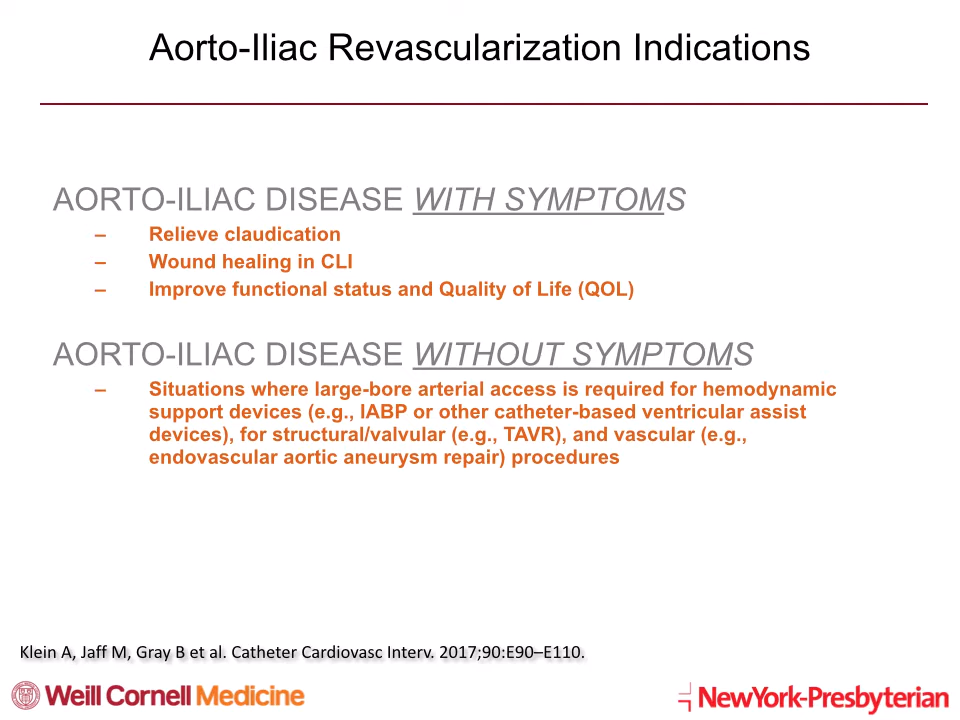 Aorto-Iliac Revascularization Indications
AORTO-ILIAC DISEASE WITH SYMPTOMS
– Relieve claudication
– Wound healing in CLI
– Improve functional status and Quality of Life (QOL)
AORTO-ILIAC DISEASE WITHOUT SYMPTOMS
– Situations where large-bore arterial access is required for hemodynamic
support devices (e.g., IABP or other catheter-based ventricular assist
devices), for structural/valvular (e.g., TAVR), and vascular (e.g.,
endovascular aortic aneurysm repair) procedures
Klein A, Jaff M, Gray B et al. Catheter Cardiovasc Interv. 2017;90:E90–E110.
Weill Cornell Medicine
NewYork-Presbyterian